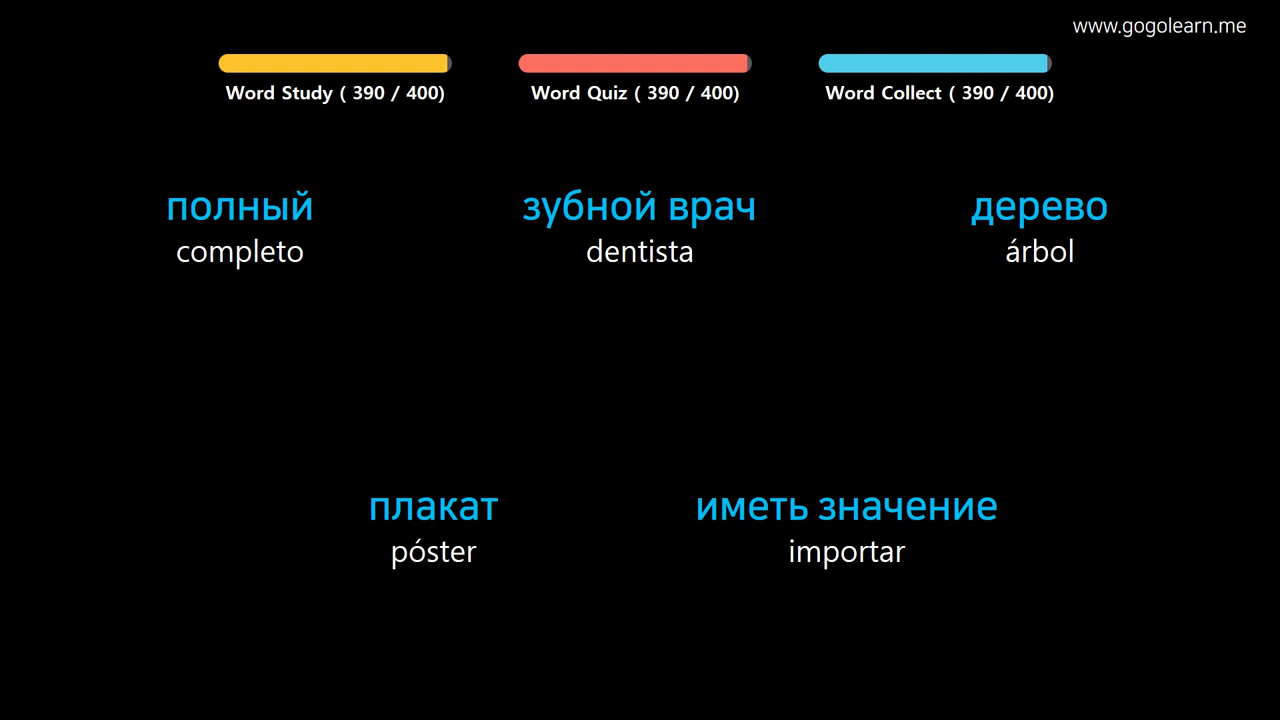 www.gogolearn.me
Word Study ( 390 / 400)
Word Quiz ( 390 / 400)
Word Collect ( 390 / 400)
полный
completo
зубной врач
dentista
дерево
árbol
плакат
póster
иметь значение
importar